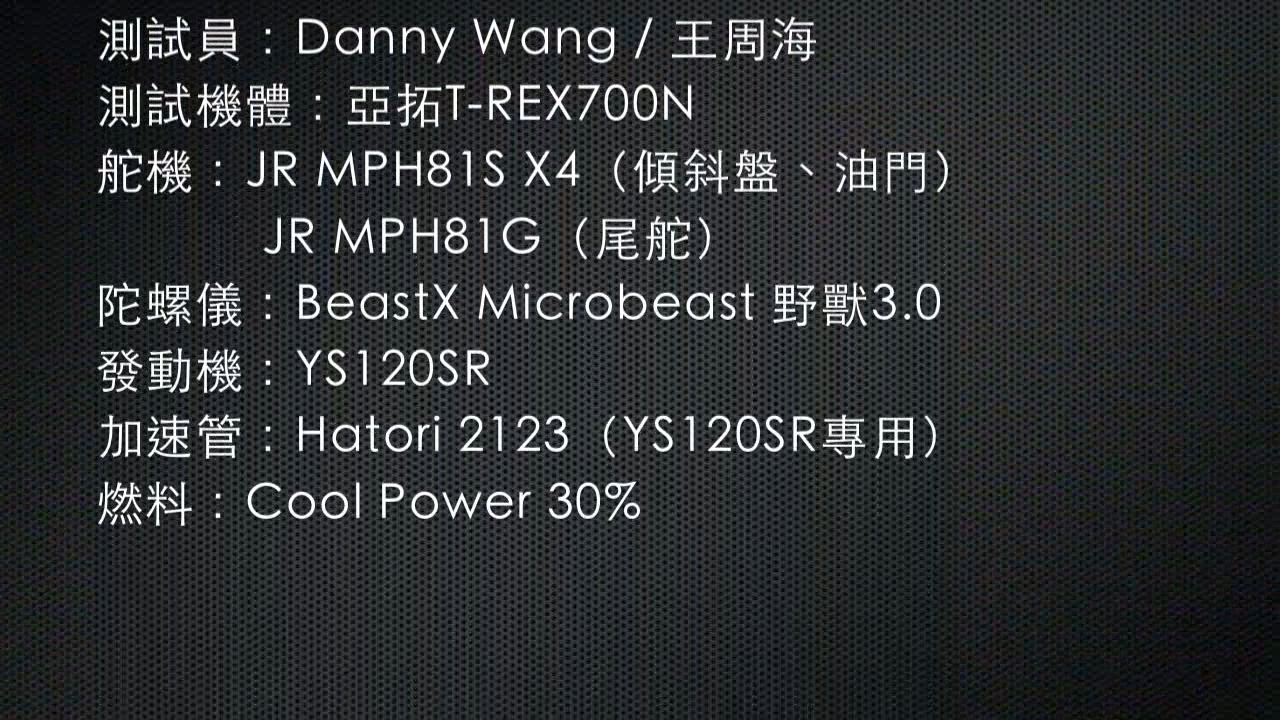 測試員：Danny Wang / 王周海
測試機體：亞拓T-REX700N
舵機：JR MPH81S X4（傾斜盤、油門）
JR MPH81G（尾舵）
陀螺儀：BeastX Microbeast 野獸3.0
發動機：YS120SR
加速管：Hatori 2123（YS120SR專用）
燃料：Cool Power 30%